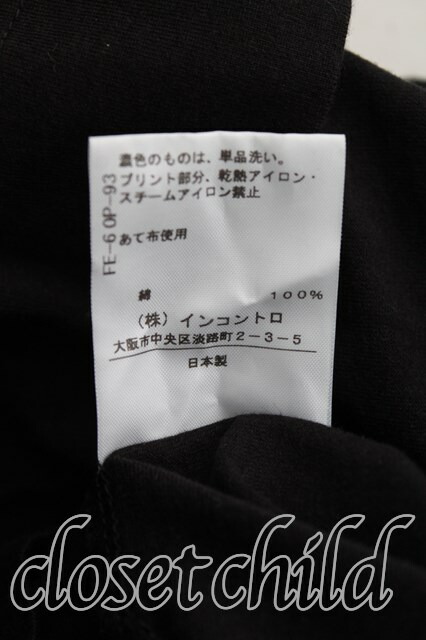 濃色のものは、単品洗い。
プリント部分、乾熱アイロン・
スチームアイロン禁止
あて布使用
FE-6 OP-93
綿 100%
(株)インコントロ
大阪市中央区淡路町2-3-5
日本製
closet child